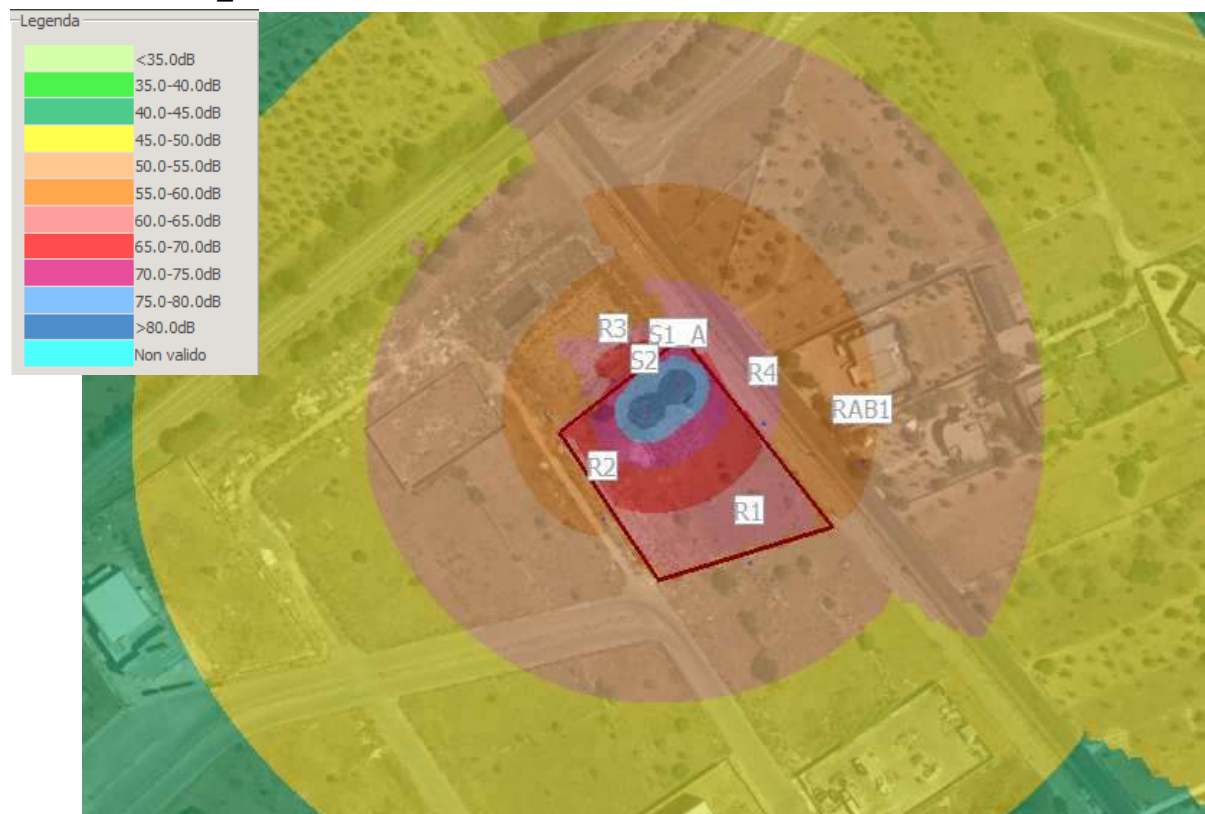 Legenda
<35.0dB
35.0-40.0dB
40.0-45.0dB
45.0-50.0dB
50.0-55.0dB
55.0-60.0dB
60.0-65.0dB
65.0-70.0dB
70.0-75.0dB
75.0-80.0dB
>80.0dB
Non valido
R3
S1_A
S2
R4
RAB1
R2
R1